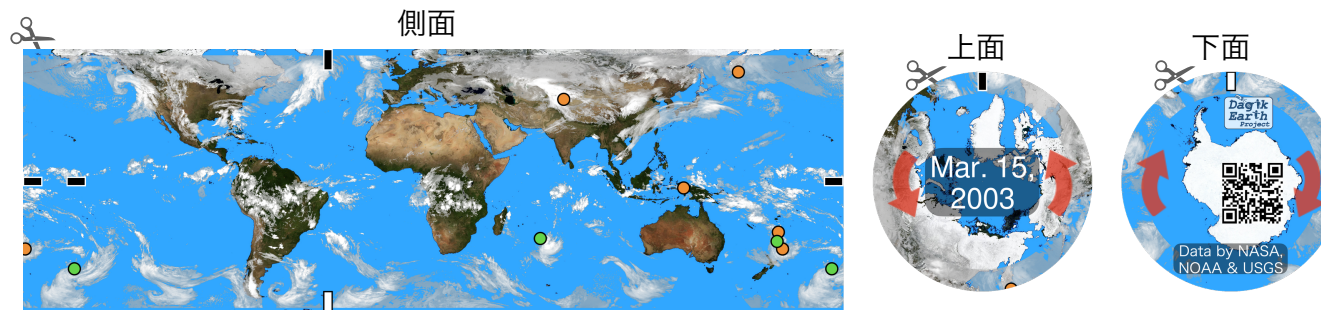 側面
上面
下面
Mar. 15,
2003
Dagik
Earth
Project
Data by NASA,
NOAA & USGS